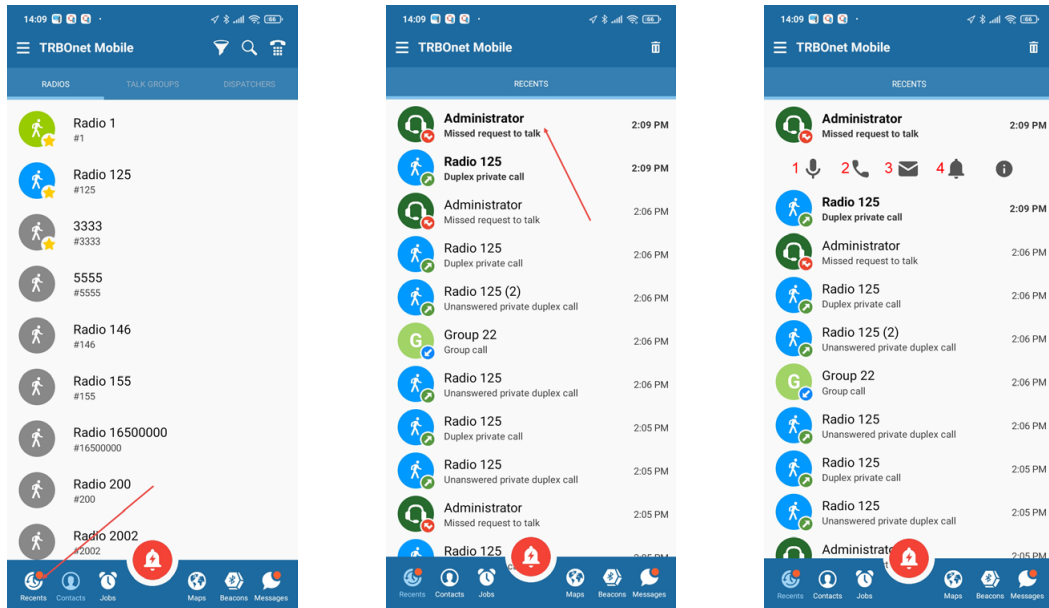 14:09
66
TRBOnet Mobile
RADIOS
TALK GROUPS
DISPATCHERS
Radio 1
#1
Radio 125
#125
3333
#3333
5555
#5555
Radio 146
#146
Radio 155
#155
Radio 16500000
#16500000
Radio 200
#200
Radio 2002
#2002
Recents
Contacts
Jobs
Maps
Beacons
Messages
14:09
66
TRBOnet Mobile
RECENTS
Administrator
Missed request to talk
2:09 PM
Radio 125
Duplex private call
2:09 PM
Administrator
Missed request to talk
2:06 PM
Radio 125
Duplex private call
2:06 PM
Radio 125 (2)
Unanswered private duplex call
2:06 PM
G
Group 22
Group call
2:06 PM
Radio 125
Unanswered private duplex call
2:06 PM
Radio 125
Duplex private call
2:05 PM
Radio 125
Unanswered private duplex call
2:05 PM
Administrator
Missed request to talk
2:05 PM
Radio 125
2:05 PM
Recents
Contacts
Jobs
Maps
Beacons
Messages
14:09
66
TRBOnet Mobile
RECENTS
Administrator
Missed request to talk
2:09 PM
1
2
3
4
Radio 125
Duplex private call
2:09 PM
Administrator
Missed request to talk
2:06 PM
Radio 125
Duplex private call
2:06 PM
Radio 125 (2)
Unanswered private duplex call
2:06 PM
G
Group 22
Group call
2:06 PM
Radio 125
Unanswered private duplex call
2:06 PM
Radio 125
Duplex private call
2:05 PM
Radio 125
Unanswered private duplex call
2:05 PM
2:05 PM
Recents
Contacts
Jobs
Maps
Beacons
Messages